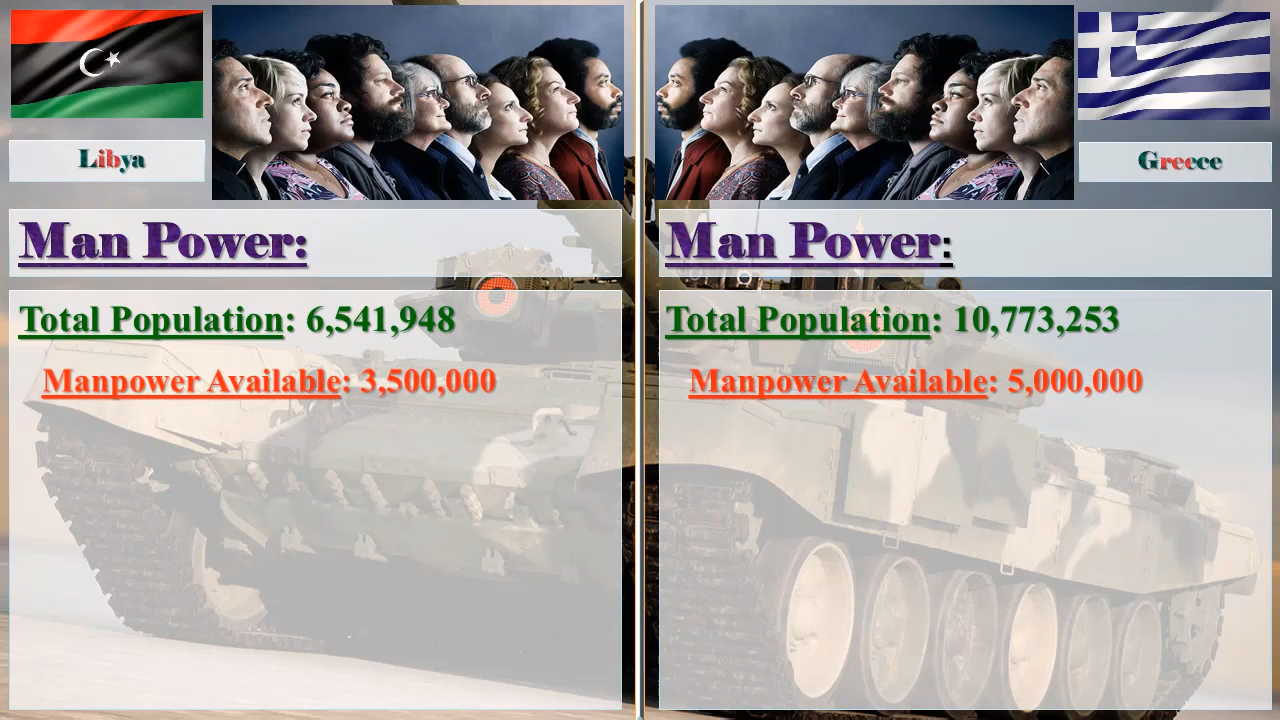 Libya
Greece
Man Power:
Man Power:
Total Population: 6,541,948
Manpower Available: 3,500,000
Total Population: 10,773,253
Manpower Available: 5,000,000